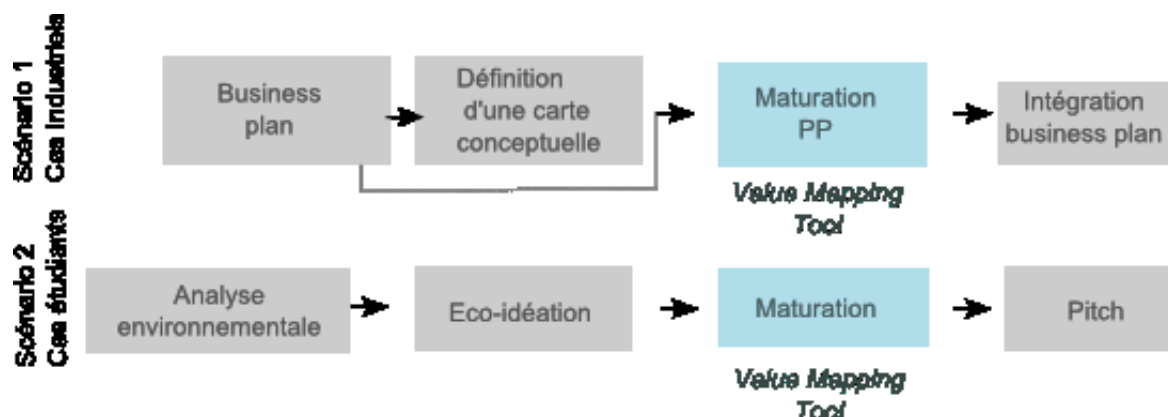 Scénario 1
Cas Industriels
Business
plan
Définition
d'une carte
conceptuelle
Maturation
PP
Intégration
business plan
Value Mapping
Tool
Scénario 2
Cas étudiants
Analyse
environnementale
Eco-idéation
Maturation
Pitch
Value Mapping
Tool